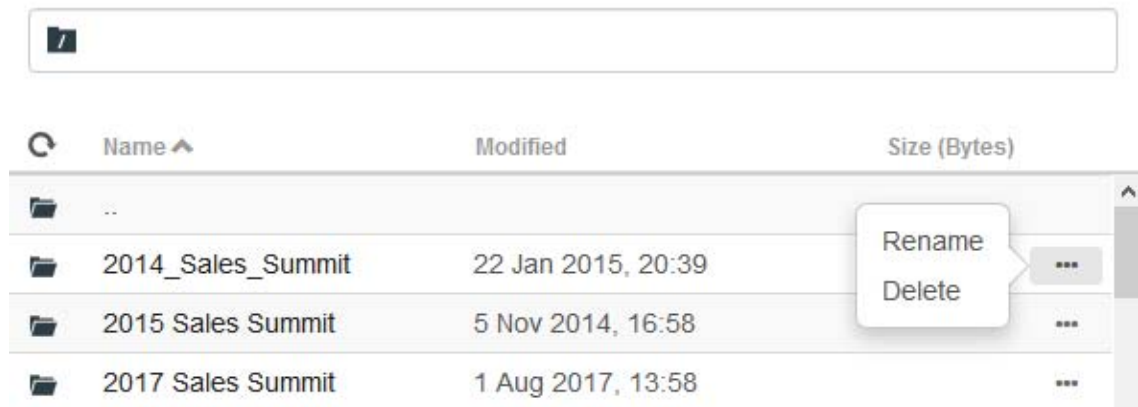 /
Name Modified Size (Bytes)
..
2014_Sales_Summit 22 Jan 2015, 20:39 ...
Rename
Delete
2015 Sales Summit 5 Nov 2014, 16:58 ...
2017 Sales Summit 1 Aug 2017, 13:58 ...